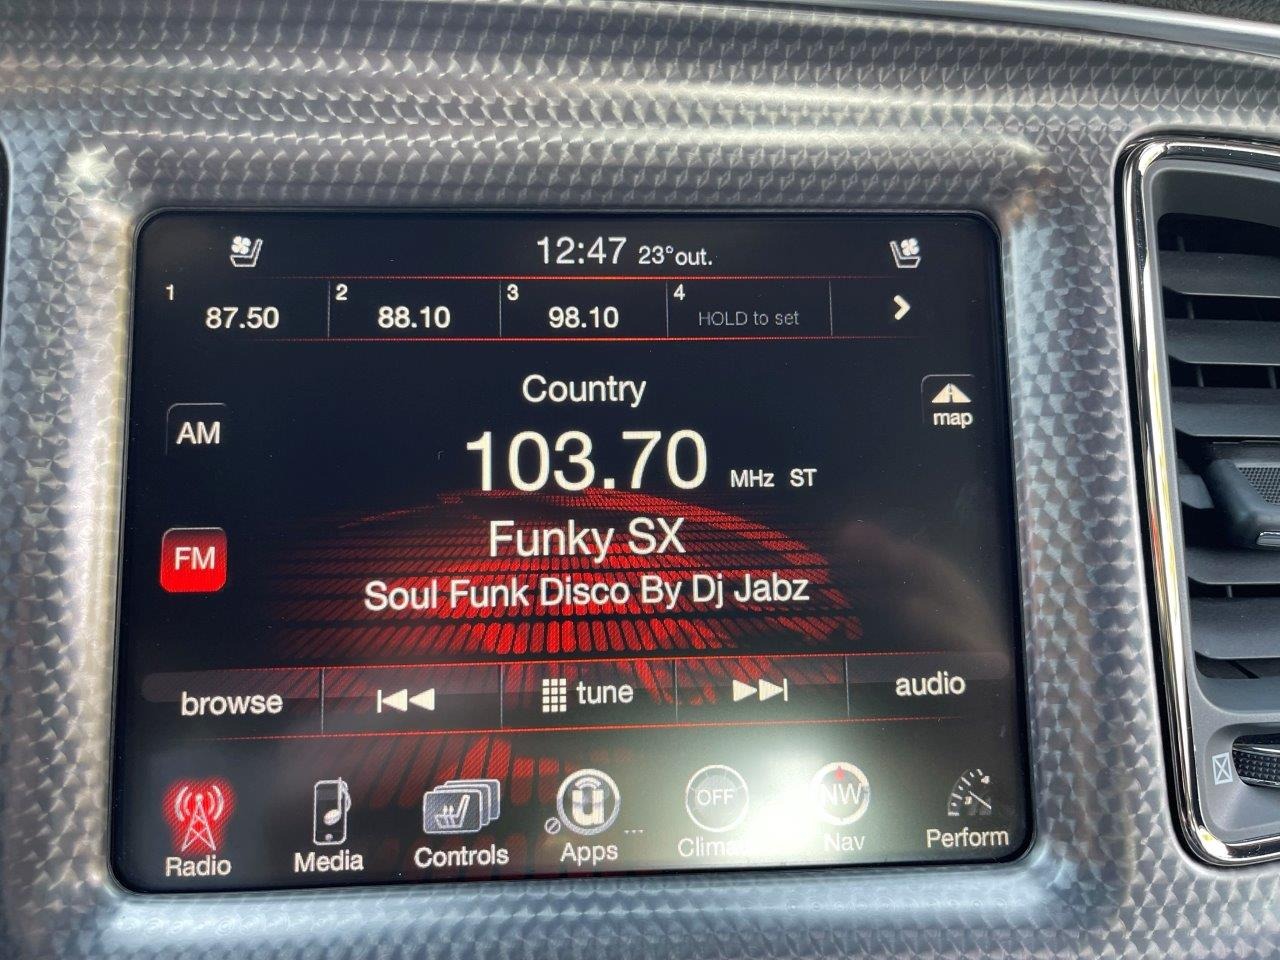 12:47 23°out.
1 87.50 2 88.10 3 98.10 4 HOLD to set
Country
map
AM
103.70 MHz ST
Funky SX
FM
Soul Funk Disco By Dj Jabz
browse tune audio
OFF NW
Radio Media Controls Apps ... Climate Nav Perform